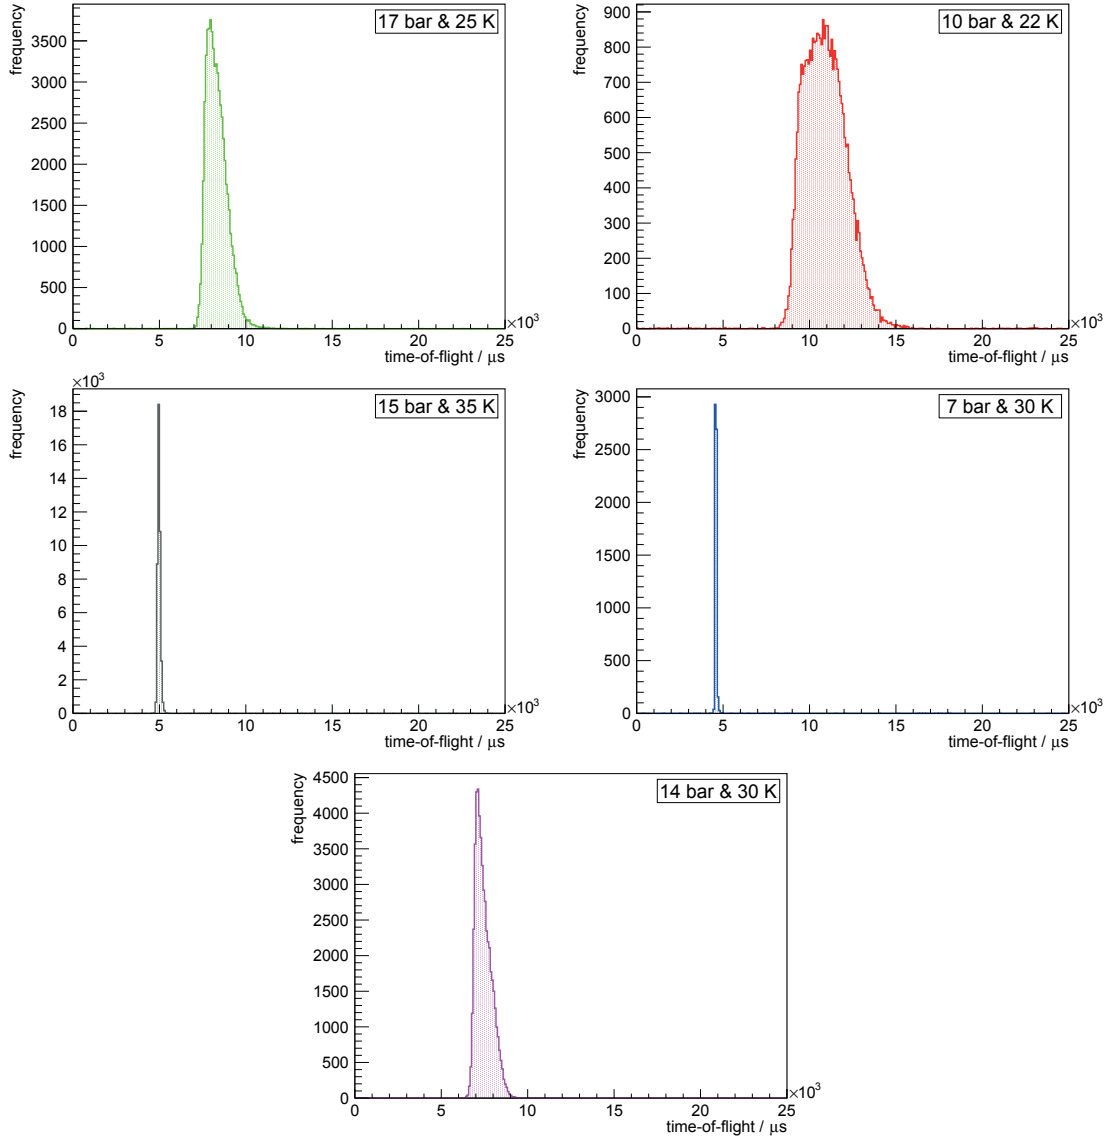 frequency
17 bar & 25 K
3500
3000
2500
2000
1500
1000
500
0
0 5 10 15 20 25
×10³
time-of-flight / μs
frequency
10 bar & 22 K
900
800
700
600
500
400
300
200
100
0
0 5 10 15 20 25
×10³
time-of-flight / μs
×10³
frequency
15 bar & 35 K
18
16
14
12
10
8
6
4
2
0
0 5 10 15 20 25
×10³
time-of-flight / μs
frequency
7 bar & 30 K
3000
2500
2000
1500
1000
500
0
0 5 10 15 20 25
×10³
time-of-flight / μs
frequency
14 bar & 30 K
4500
4000
3500
3000
2500
2000
1500
1000
500
0
0 5 10 15 20 25
×10³
time-of-flight / μs